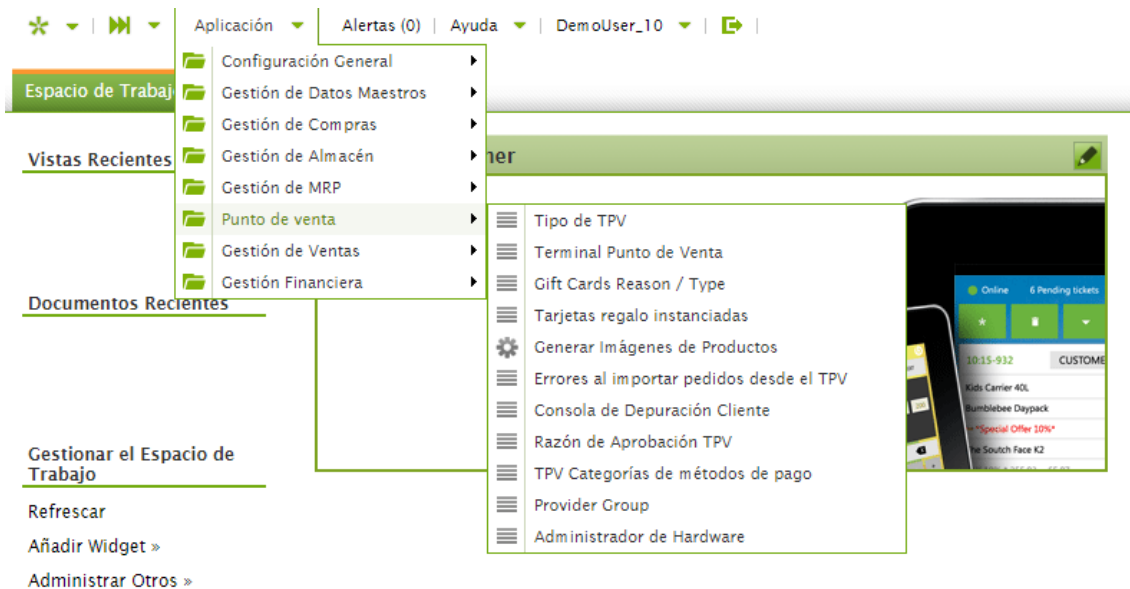 Aplicación
Alertas (0)
Ayuda
DemoUser_10
Espacio de Trabaj
Configuración General
Gestión de Datos Maestros
Gestión de Compras
Gestión de Almacén
Gestión de MRP
Punto de venta
Gestión de Ventas
Gestión Financiera
Tipo de TPV
Terminal Punto de Venta
Gift Cards Reason / Type
Tarjetas regalo instanciadas
Generar Imágenes de Productos
Errores al importar pedidos desde el TPV
Consola de Depuración Cliente
Razón de Aprobación TPV
TPV Categorías de métodos de pago
Provider Group
Administrador de Hardware
Vistas Recientes
Documentos Recientes
Gestionar el Espacio de
Trabajo
Refrescar
Añadir Widget »
Administrar Otros »
ner
Online 6 Pending tickets
10:15-932 CUSTOME
Kids Carrier 40L
Bumblebee Daypack
*Special Offer 10%*
he Soutch Face K2